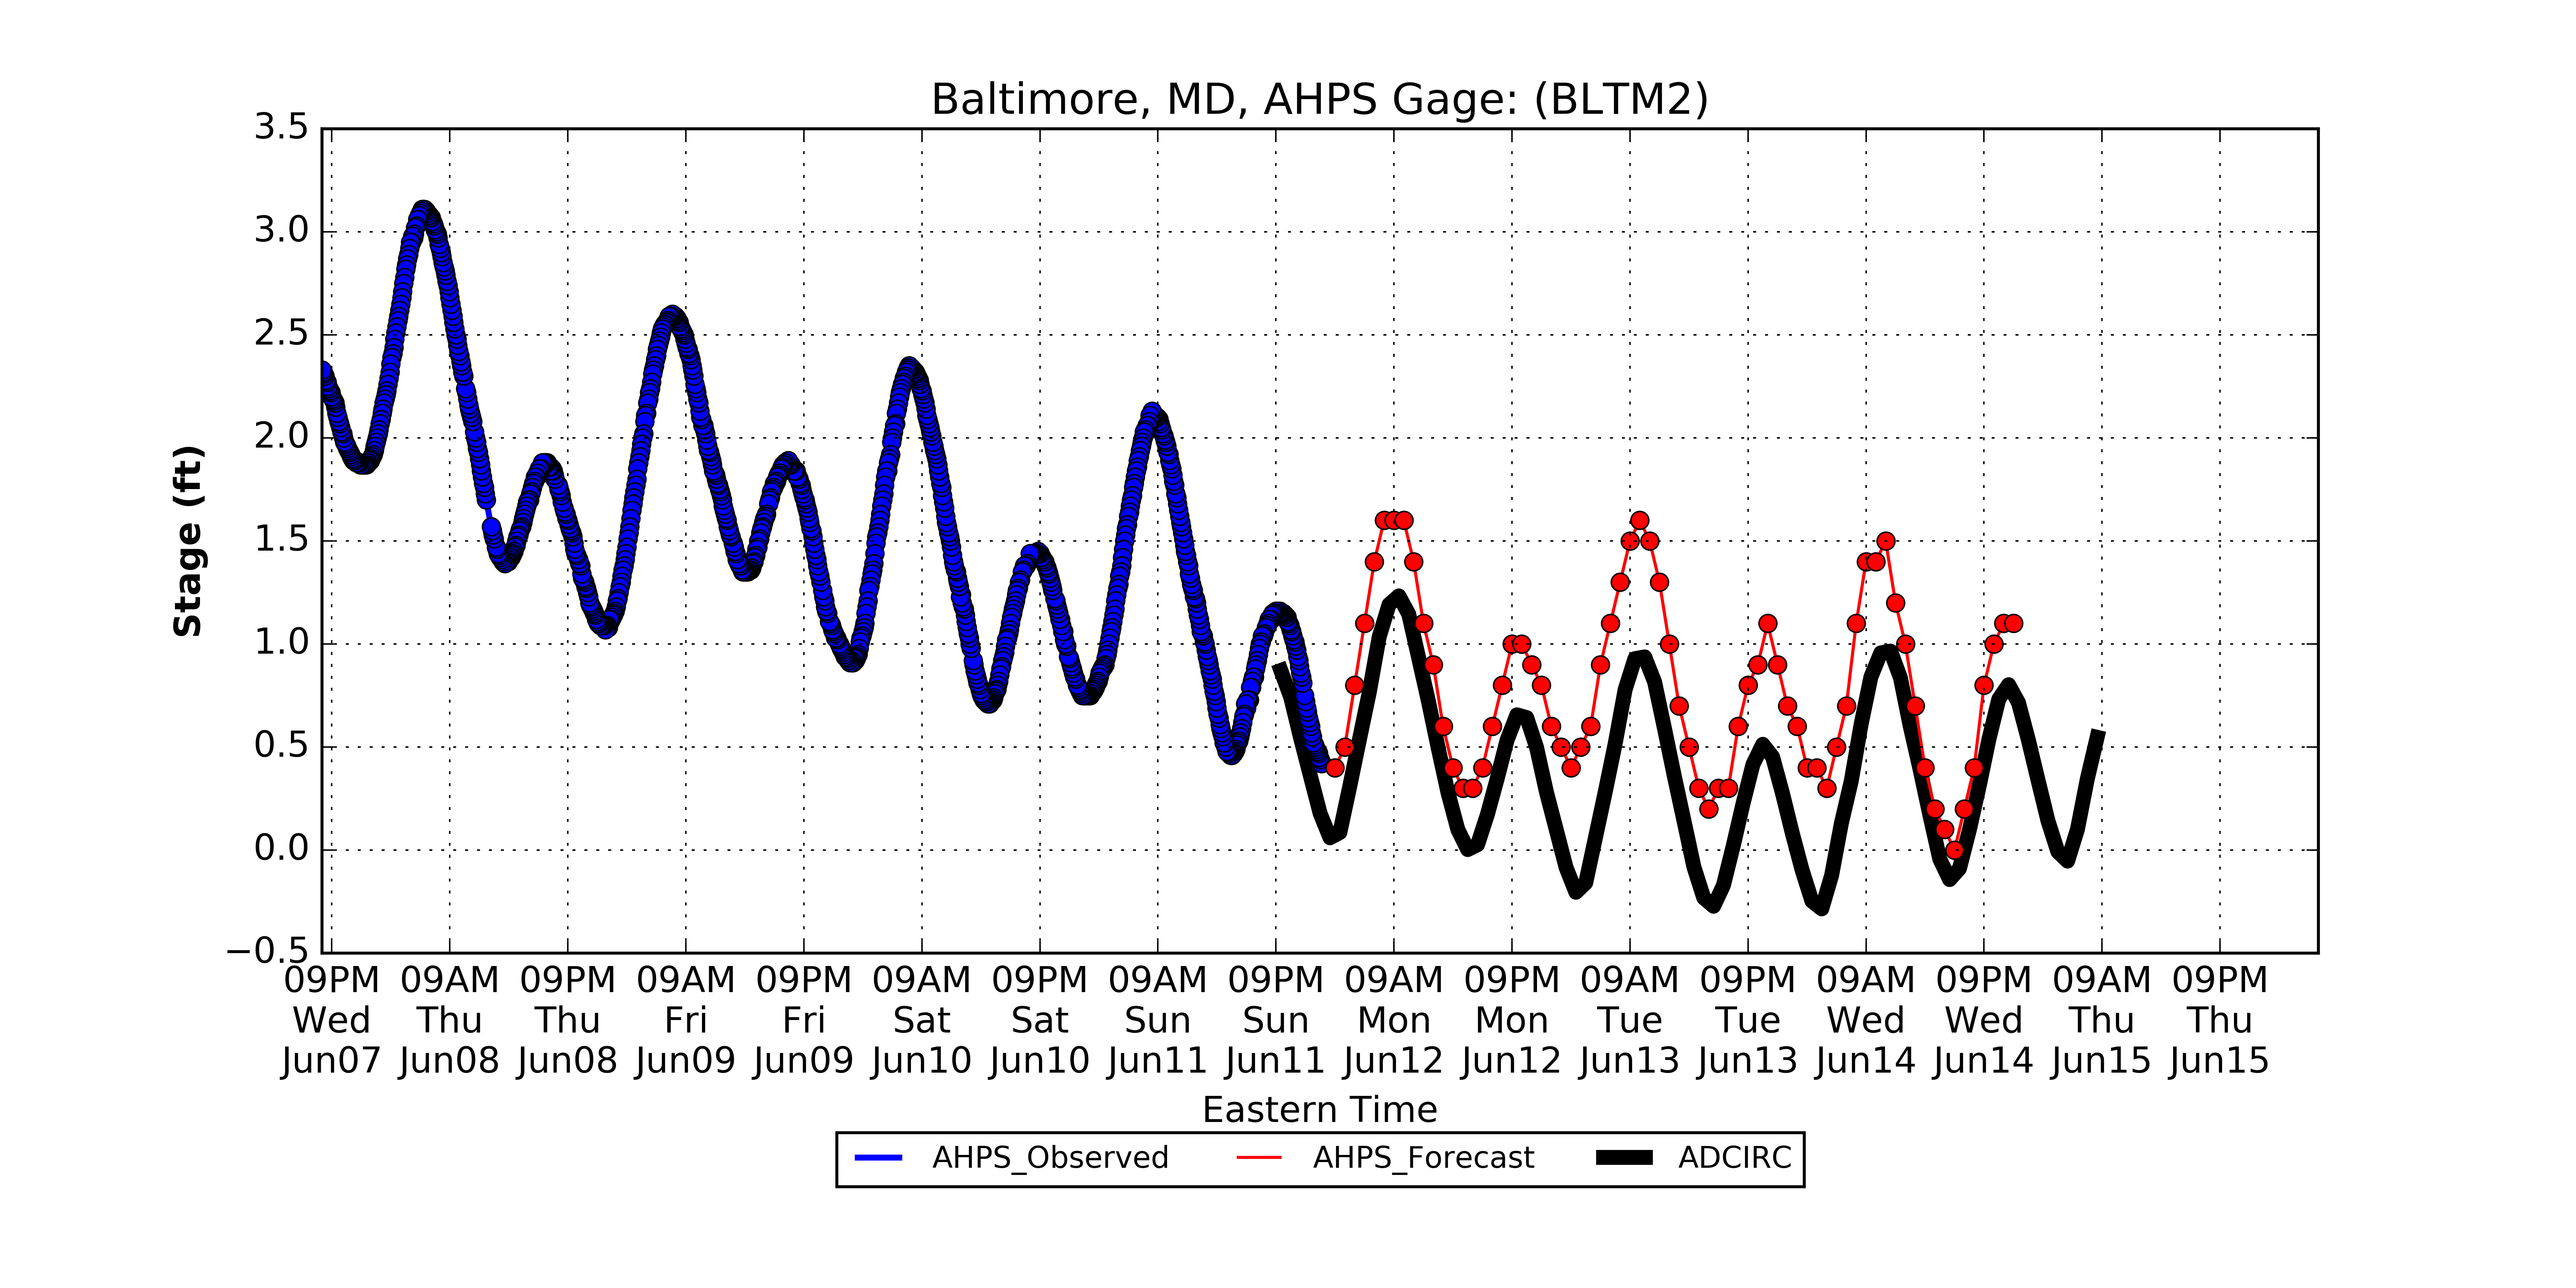 Baltimore, MD, AHPS Gage: (BLTM2)
3.5
3.0
2.5
2.0
1.5
1.0
0.5
0.0
−0.5
Stage (ft)
09PM 09AM 09PM 09AM 09PM 09AM 09PM 09AM 09PM 09AM 09PM 09AM 09PM 09AM 09PM 09AM 09PM
Wed Thu Thu Fri Fri Sat Sat Sun Sun Mon Mon Tue Tue Wed Wed Thu Thu
Jun07 Jun08 Jun08 Jun09 Jun09 Jun10 Jun10 Jun11 Jun11 Jun12 Jun12 Jun13 Jun13 Jun14 Jun14 Jun15 Jun15
Eastern Time
AHPS_Observed AHPS_Forecast ADCIRC